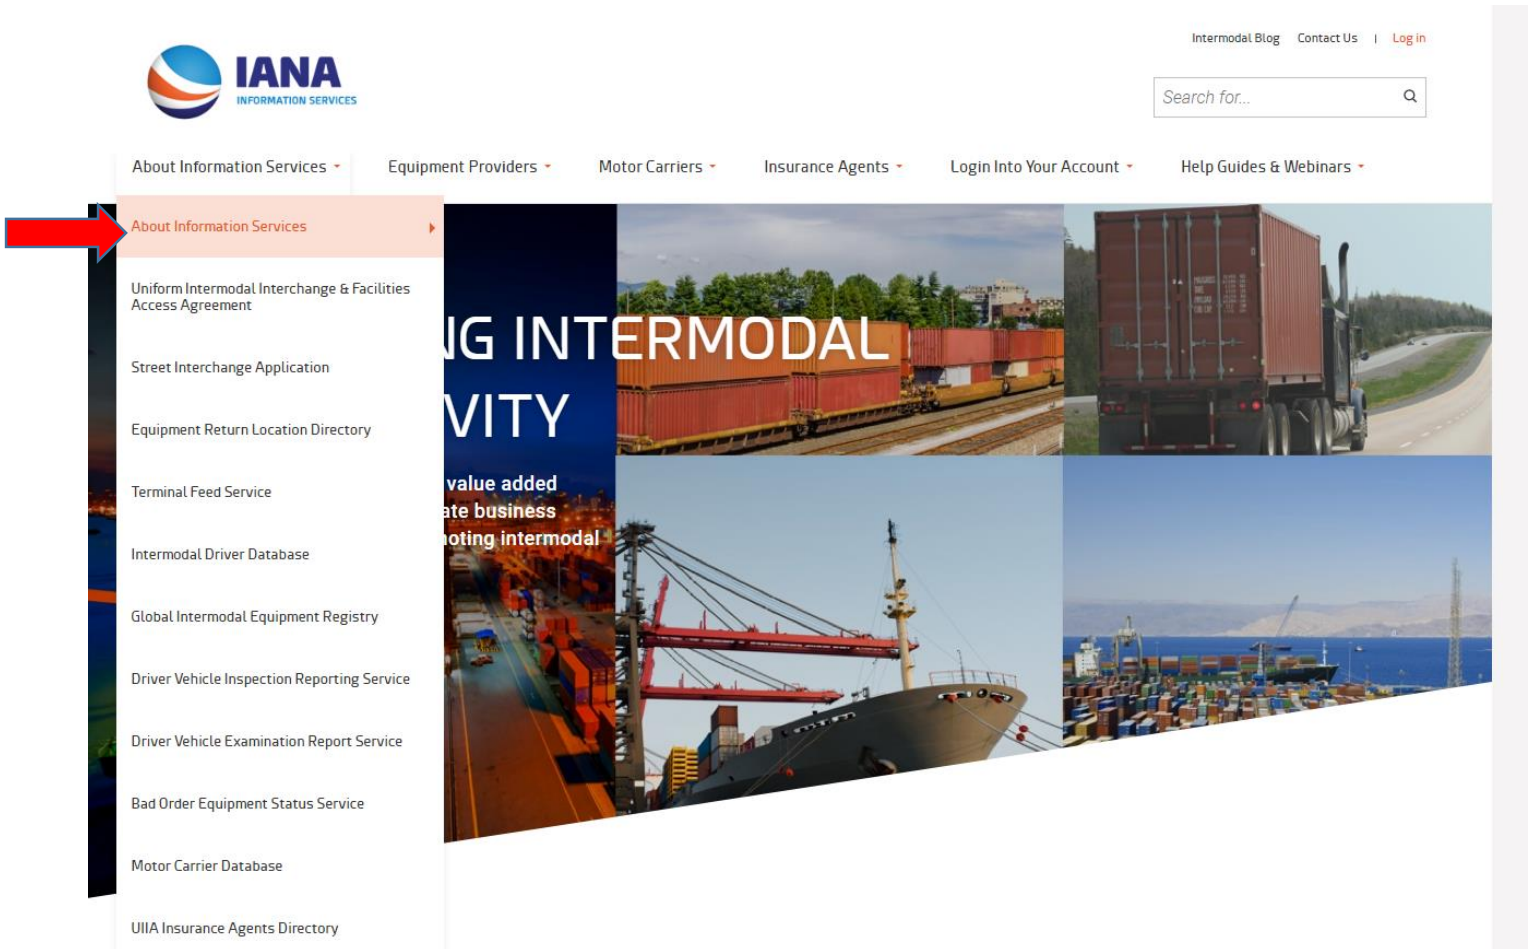 Intermodal Blog Contact Us | Log in
IANA
INFORMATION SERVICES
Search for...
About Information Services Equipment Providers Motor Carriers Insurance Agents Login Into Your Account Help Guides & Webinars
About Information Services
Uniform Intermodal Interchange & Facilities
Access Agreement
Street Interchange Application
Equipment Return Location Directory
Terminal Feed Service
Intermodal Driver Database
Global Intermodal Equipment Registry
Driver Vehicle Inspection Reporting Service
Driver Vehicle Examination Report Service
Bad Order Equipment Status Service
Motor Carrier Database
UIIA Insurance Agents Directory
NG INTERMODAL
VITY
value added
ate business
noting intermodal